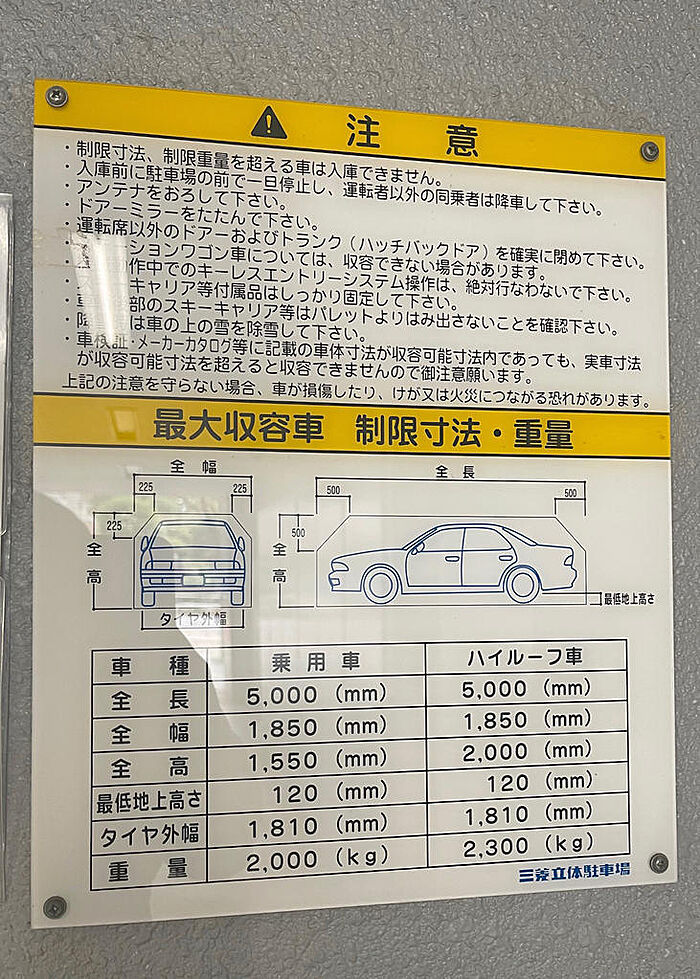 注 意
・制限寸法、制限重量を超える車は入庫できません。
・入庫前に駐車場の前で一旦停止し、運転者以外の同乗者は降車して下さい。
・アンテナをおろして下さい。
・ドアーミラーをたたんで下さい。
・運転席以外のドアーおよびトランク（ハッチバックドア）を確実に閉めて下さい。
ションワゴン車については、収容できない場合があります。
作中でのキーレスエントリーシステム操作は、絶対行なわないで下さい。
キャリア等付属品はしっかり固定して下さい。
部のスキーキャリア等はパレットよりはみ出さないことを確認下さい。
は車の上の雪を除雪して下さい。
・車検証・メーカーカタログ等に記載の車体寸法が収容可能寸法内であっても、実車寸法
が収容可能寸法を超えると収容できませんので御注意願います。
上記の注意を守らない場合、車が損傷したり、けが又は火災につながる恐れがあります。
最大収容車 制限寸法・重量
全幅 全長
225 225 500 500
225 500
全高 全高
タイヤ外幅 最低地上高さ
車種 乗用車 ハイルーフ車
全長 5,000（mm） 5,000（mm）
全幅 1,850（mm） 1,850（mm）
全高 1,550（mm） 2,000（mm）
最低地上高さ 120（mm） 120（mm）
タイヤ外幅 1,810（mm） 1,810（mm）
重量 2,000（kg） 2,300（kg）
三菱立体駐車場